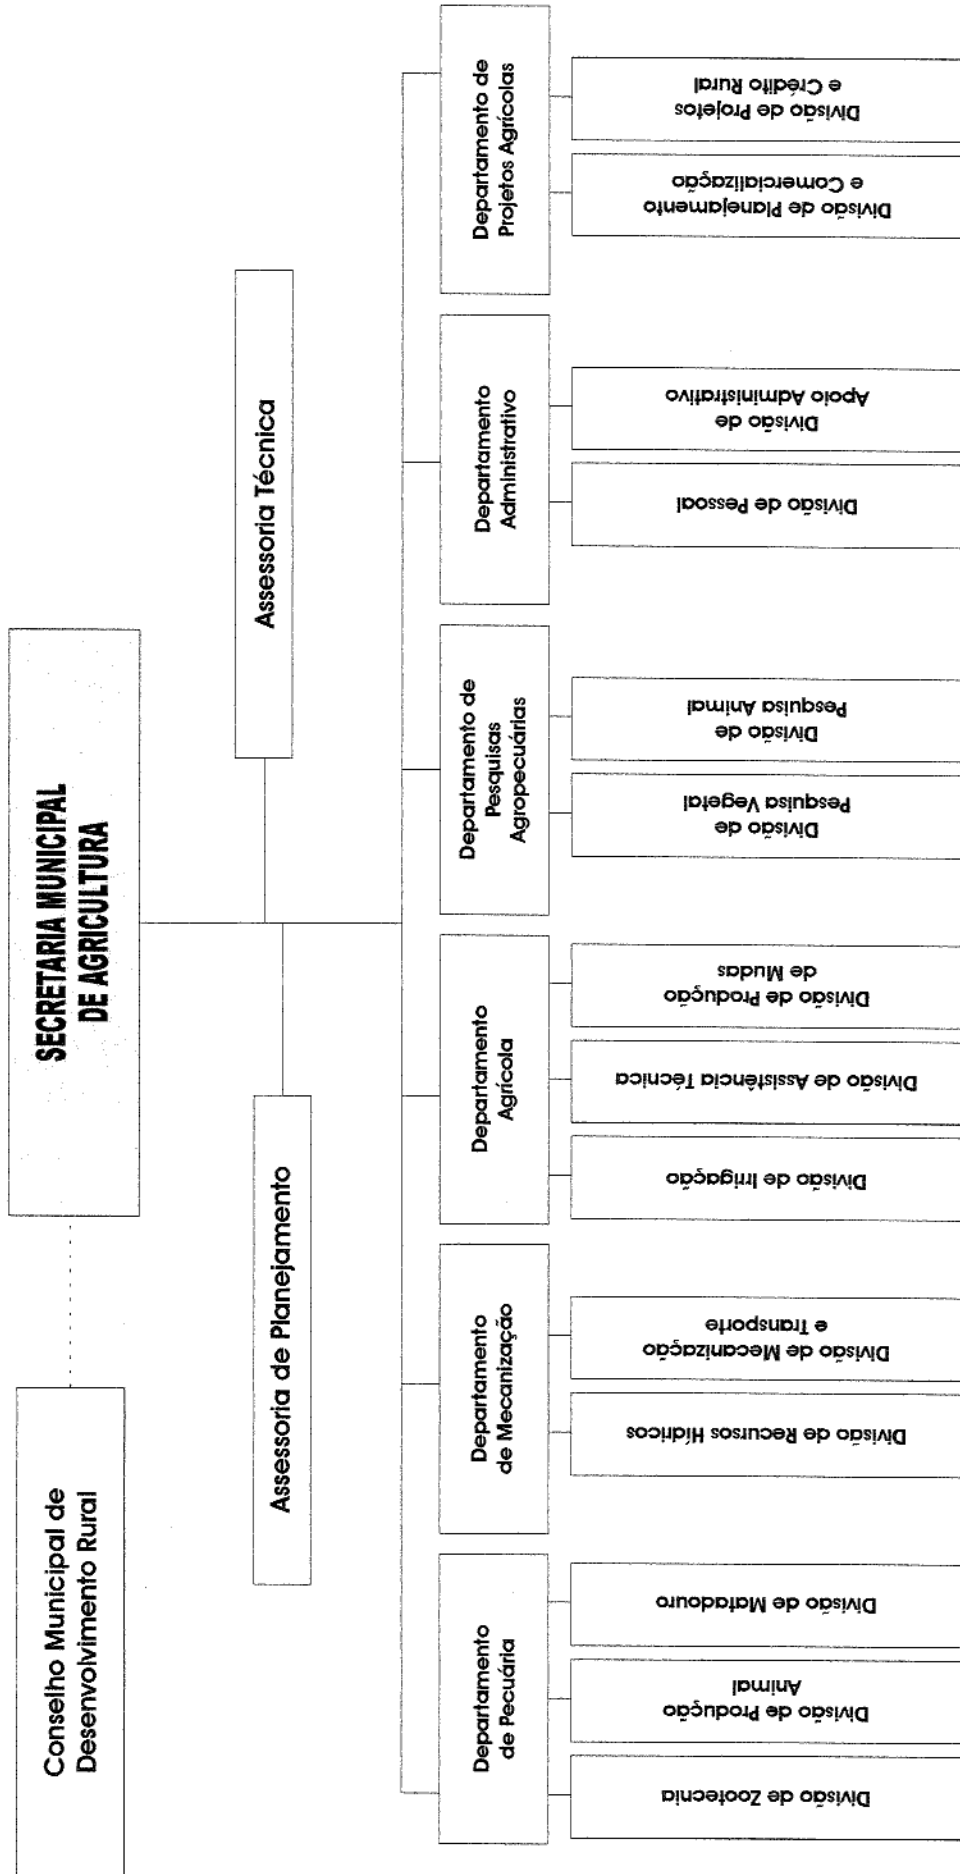 SECRETARIA MUNICIPAL
DE AGRICULTURA
Conselho Municipal de
Desenvolvimento Rural
Assessoria Técnica
Assessoria de Planejamento
Departamento
de Pecuária
Departamento
de Mecanização
Departamento
Agrícola
Departamento de
Pesquisas
Agropecuárias
Departamento
Administrativo
Departamento de
Projetos Agrícolas
Divisão de Zootecnia
Divisão de Produção
Animal
Divisão de Matadouro
Divisão de Recursos Hídricos
Divisão de Mecanização
e Transporte
Divisão de Irrigação
Divisão de Assistência Técnica
Divisão de Produção
de Mudas
Divisão de
Pesquisa Vegetal
Divisão de
Pesquisa Animal
Divisão de Pessoal
Divisão de
Apoio Administrativo
Divisão de Planejamento
e Comercialização
Divisão de Projetos
e Crédito Rural